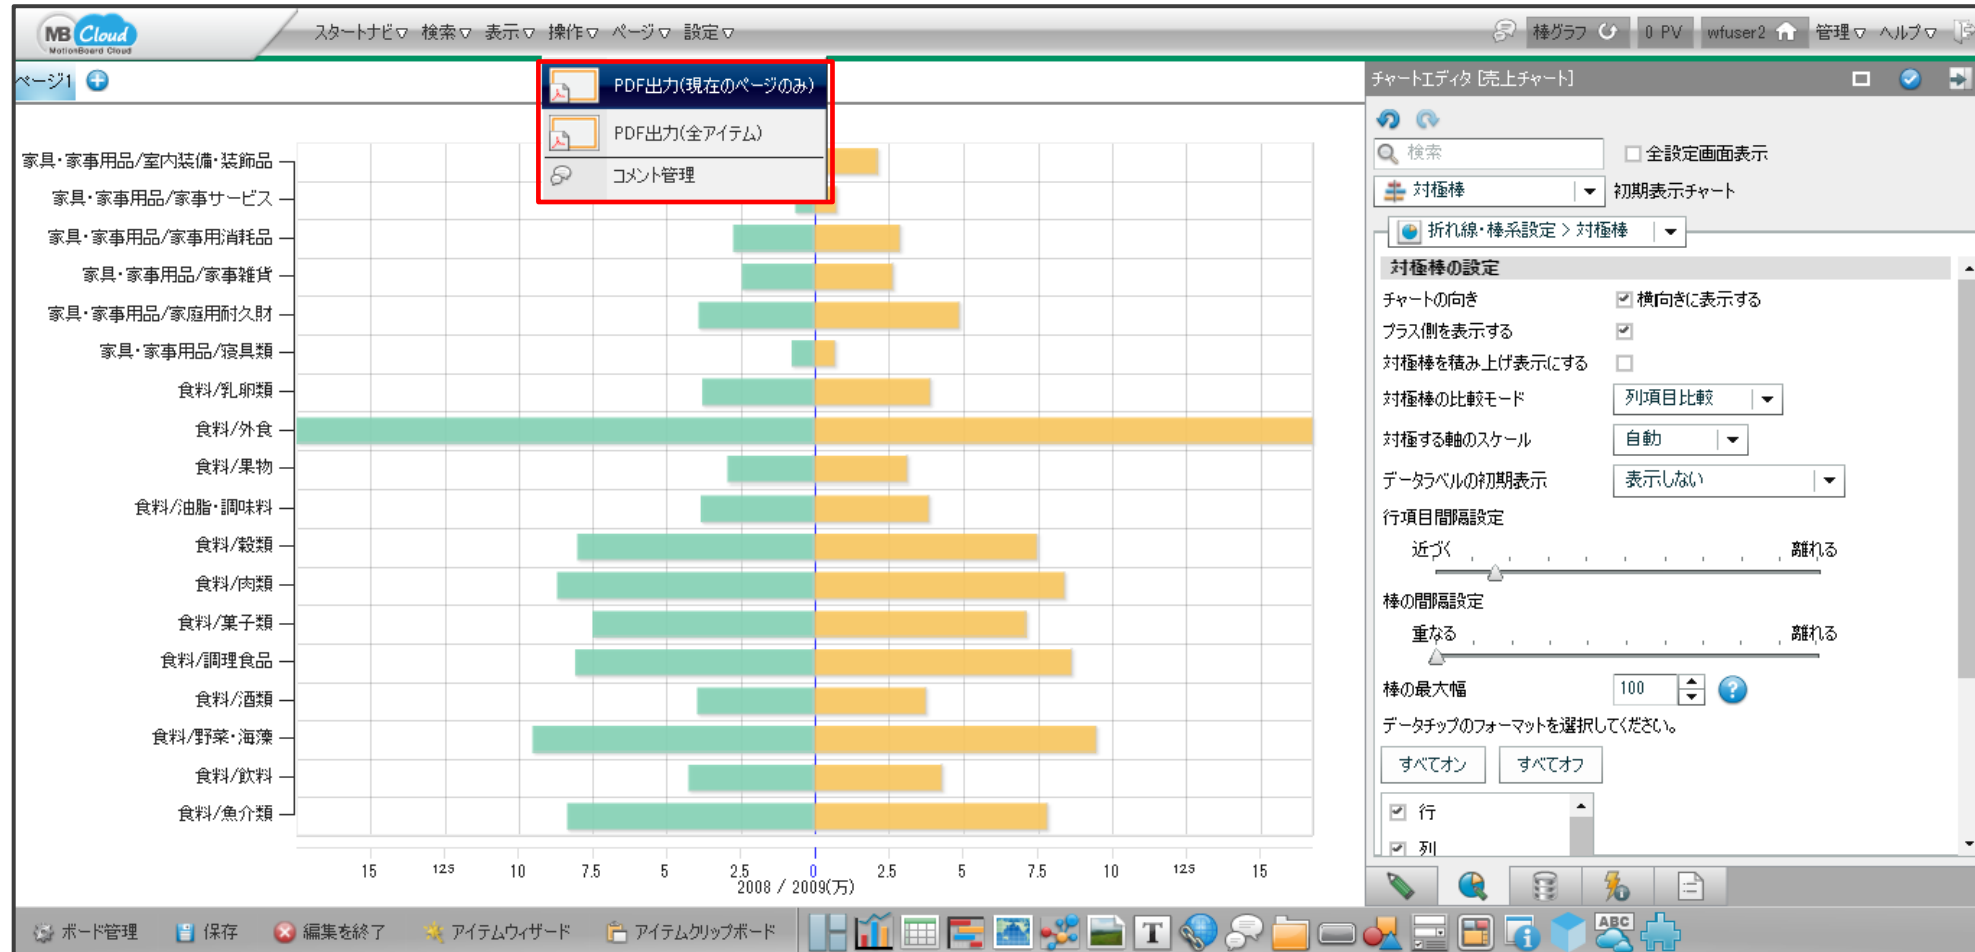 MB Cloud
MotionBoard Cloud
スタートナビ▽ 検索▽ 表示▽ 操作▽ ページ▽ 設定▽
棒グラフ 0 PV wfuser2 管理▽ ヘルプ▽
ページ1
PDF出力(現在のページのみ)
PDF出力(全アイテム)
コメント管理
家具・家事用品/室内装備・装飾品
家具・家事用品/家事サービス
家具・家事用品/家事用消耗品
家具・家事用品/家事雑貨
家具・家事用品/家庭用耐久財
家具・家事用品/寝具類
食料/乳卵類
食料/外食
食料/果物
食料/油脂・調味料
食料/穀類
食料/肉類
食料/菓子類
食料/調理食品
食料/酒類
食料/野菜・海藻
食料/飲料
食料/魚介類
15 12.5 10 7.5 5 2.5 0 2.5 5 7.5 10 12.5 15
2008 / 2009(万)
チャートエディタ [売上チャート]
検索
全設定画面表示
対極棒 初期表示チャート
折れ線・棒系設定 > 対極棒
対極棒の設定
チャートの向き 横向きに表示する
プラス側を表示する
対極棒を積み上げ表示にする
対極棒の比較モード 列項目比較
対極する軸のスケール 自動
データラベルの初期表示 表示しない
行項目間隔設定
近づく 離れる
棒の間隔設定
重なる 離れる
棒の最大幅 100
データチップのフォーマットを選択してください。
すべてオン すべてオフ
行
列
ボード管理 保存 編集を終了 アイテムウィザード アイテムクリップボード
T
ABC